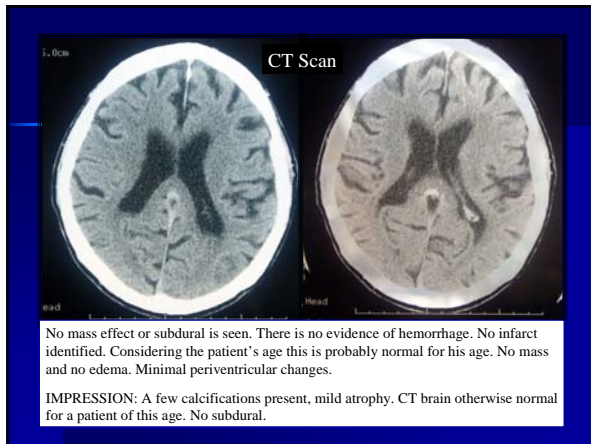 5.0cm
CT Scan
ead
Head
No mass effect or subdural is seen. There is no evidence of hemorrhage. No infarct
identified. Considering the patient's age this is probably normal for his age. No mass
and no edema. Minimal periventricular changes.
IMPRESSION: A few calcifications present, mild atrophy. CT brain otherwise normal
for a patient of this age. No subdural.